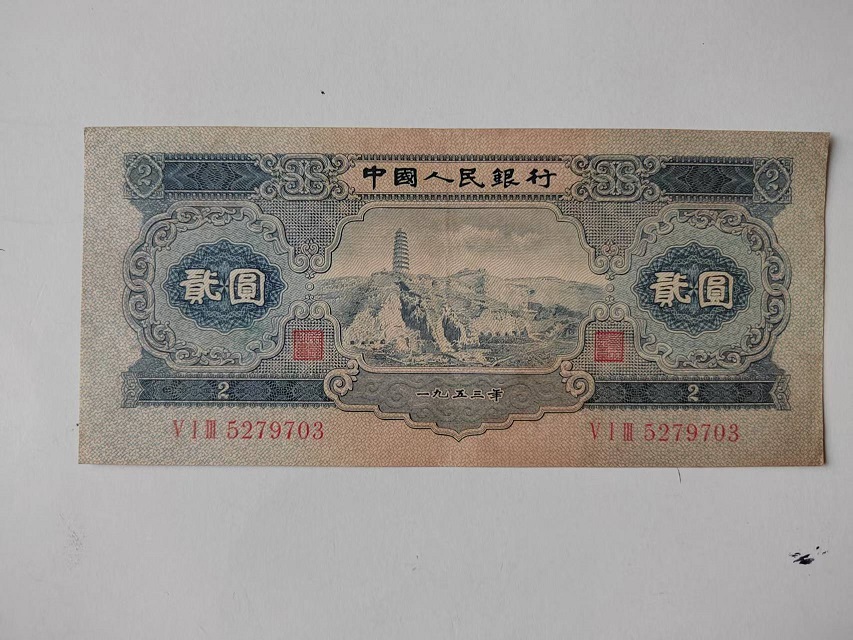 2 中國人民銀行 2
貳圓 貳圓
2 一九五三年 2
V I III 5279703 V I III 5279703